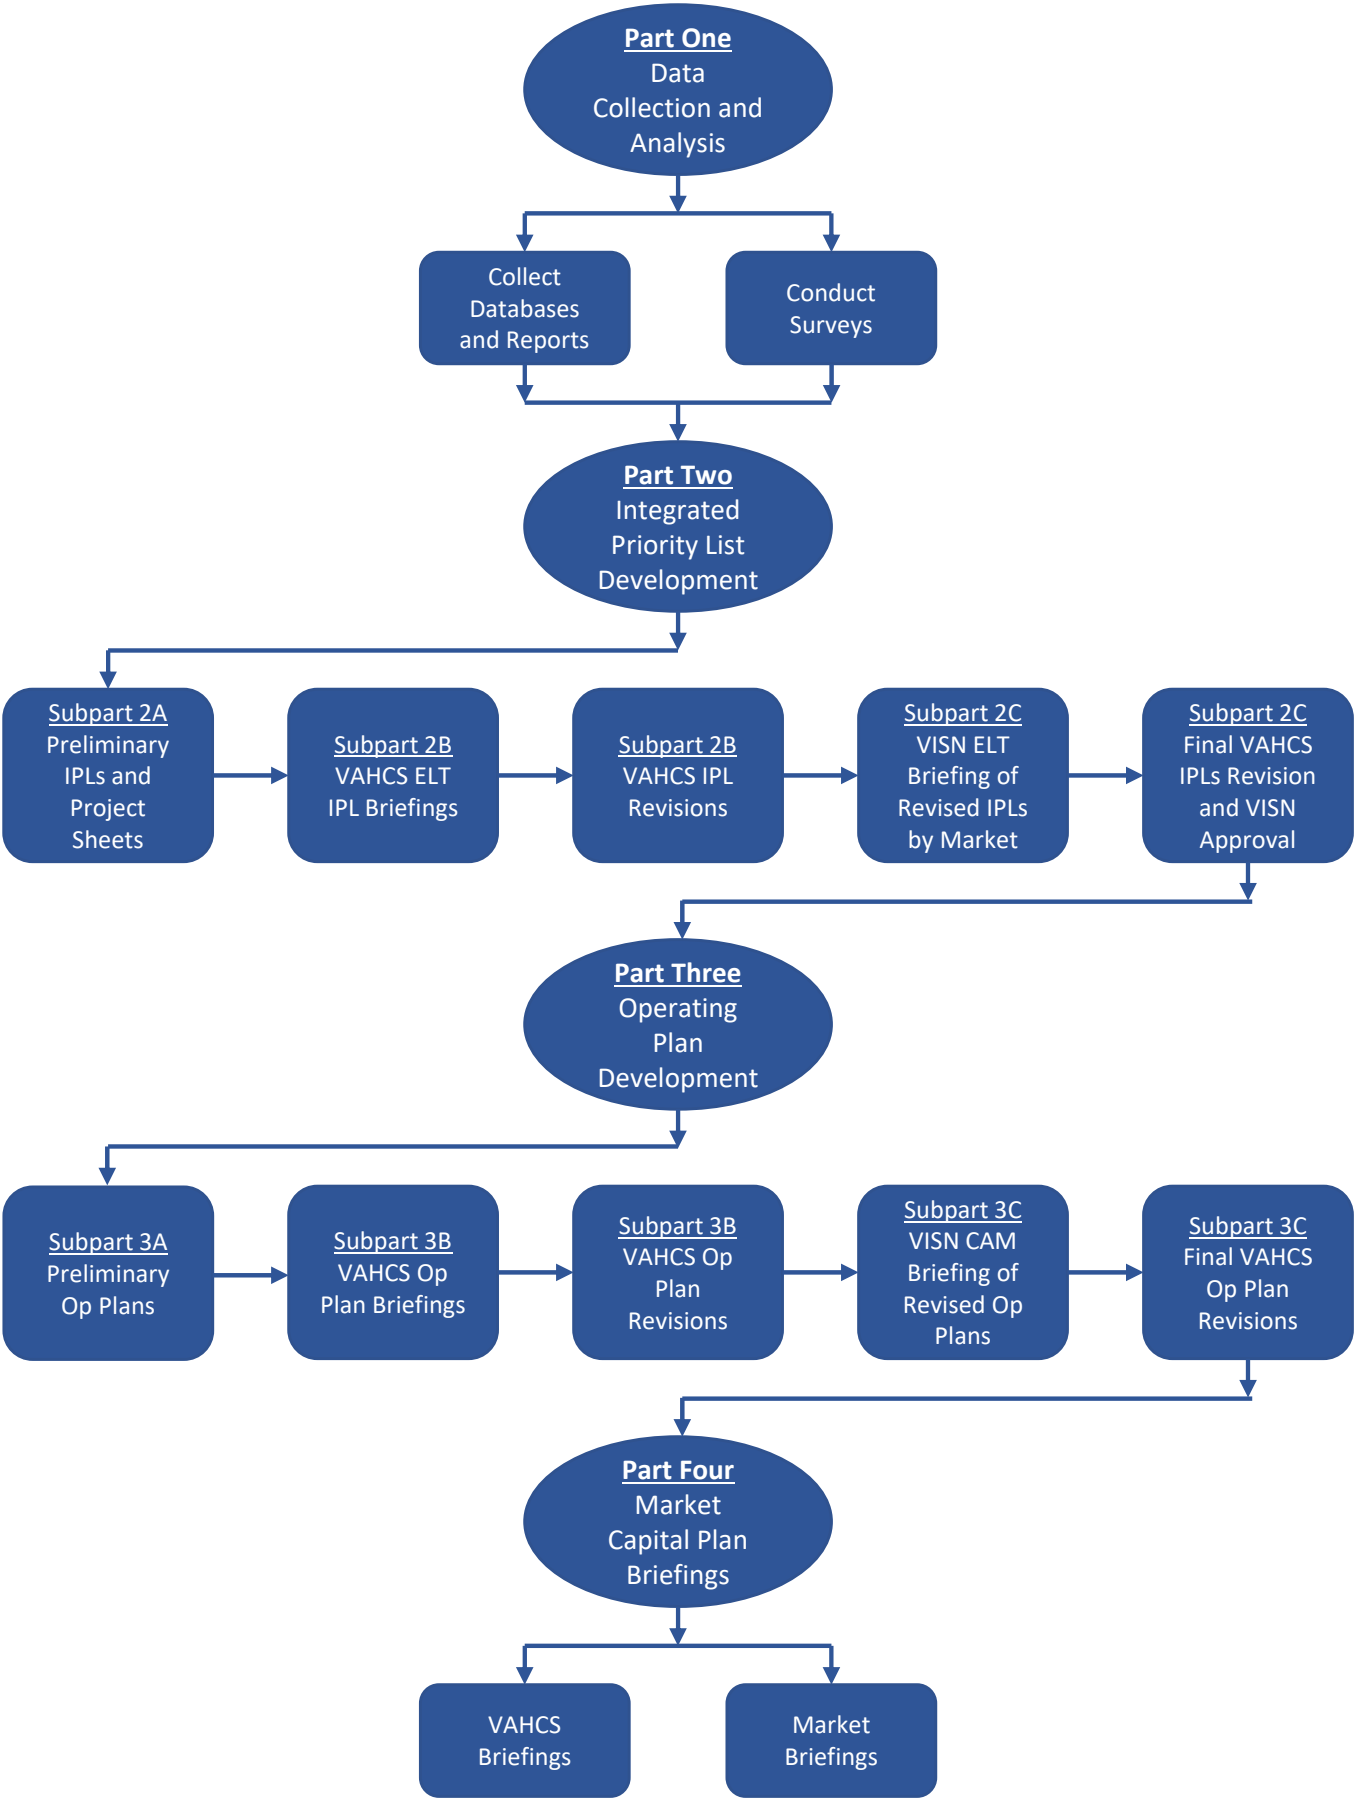 Part One
Data
Collection and
Analysis
Collect
Databases
and Reports
Conduct
Surveys
Part Two
Integrated
Priority List
Development
Subpart 2A
Preliminary
IPLs and
Project
Sheets
Subpart 2B
VAHCS ELT
IPL Briefings
Subpart 2B
VAHCS IPL
Revisions
Subpart 2C
VISN ELT
Briefing of
Revised IPLs
by Market
Subpart 2C
Final VAHCS
IPLs Revision
and VISN
Approval
Part Three
Operating
Plan
Development
Subpart 3A
Preliminary
Op Plans
Subpart 3B
VAHCS Op
Plan Briefings
Subpart 3B
VAHCS Op
Plan
Revisions
Subpart 3C
VISN CAM
Briefing of
Revised Op
Plans
Subpart 3C
Final VAHCS
Op Plan
Revisions
Part Four
Market
Capital Plan
Briefings
VAHCS
Briefings
Market
Briefings